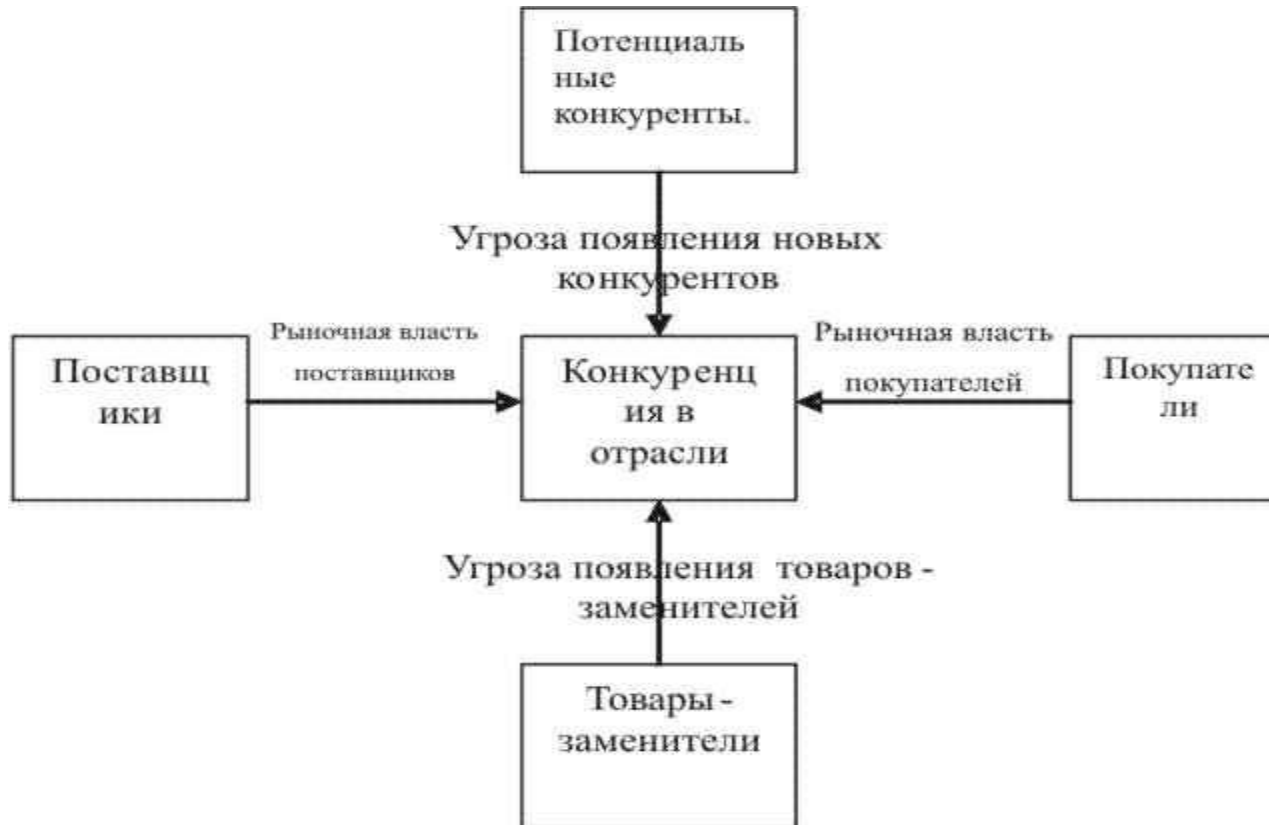 Потенциаль
ные
конкуренты.
Угроза появления новых
конкурентов
Поставщ
ики
Рыночная власть
поставщиков
Конкуренц
ия в
отрасли
Рыночная власть
покупателей
Покупате
ли
Угроза появления товаров -
заменителей
Товары -
заменители